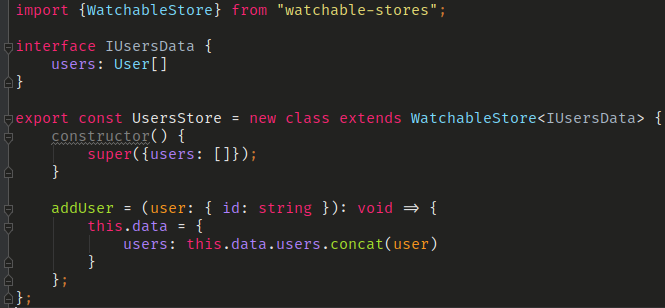 import {WatchableStore} from "watchable-stores";
interface IUsersData {
users: User[]
}
export const UsersStore = new class extends WatchableStore<IUsersData> {
constructor() {
super({users: []});
}
addUser = (user: { id: string }): void => {
this.data = {
users: this.data.users.concat(user)
}
};
};